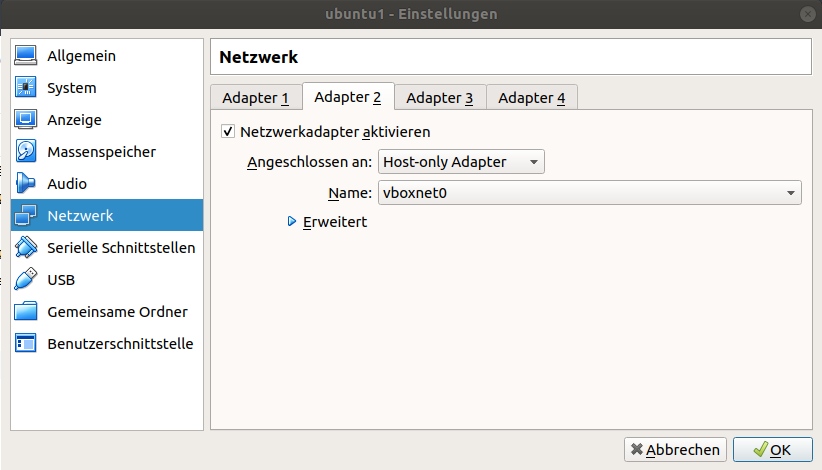 ubuntu1 - Einstellungen
Allgemein
System
Anzeige
Massenspeicher
Audio
Netzwerk
Serielle Schnittstellen
USB
Gemeinsame Ordner
Benutzerschnittstelle
Netzwerk
Adapter 1 Adapter 2 Adapter 3 Adapter 4
Netzwerkadapter aktivieren
Angeschlossen an: Host-only Adapter
Name: vboxnet0
Erweitert
Abbrechen OK